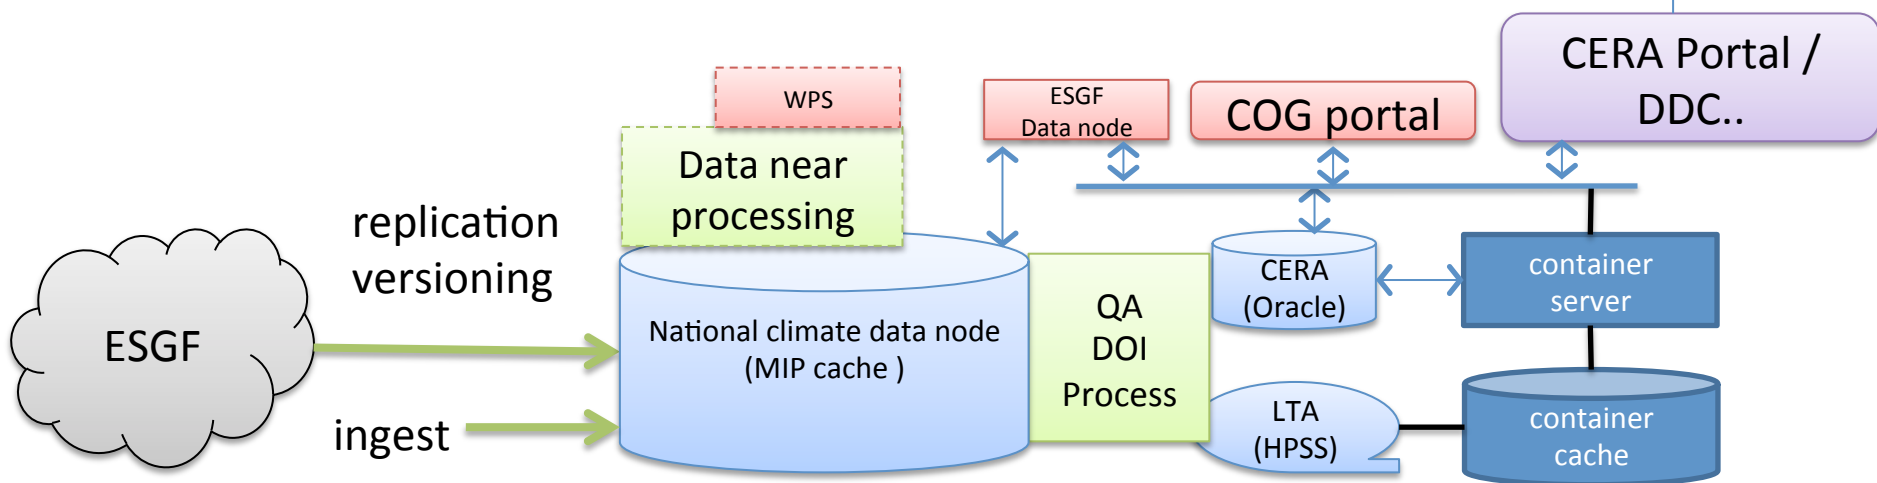 CERA Portal /
DDC..
WPS
ESGF
Data node
COG portal
Data near
processing
replication
versioning
ESGF
ingest
National climate data node
(MIP cache )
QA
DOI
Process
CERA
(Oracle)
container
server
LTA
(HPSS)
container
cache